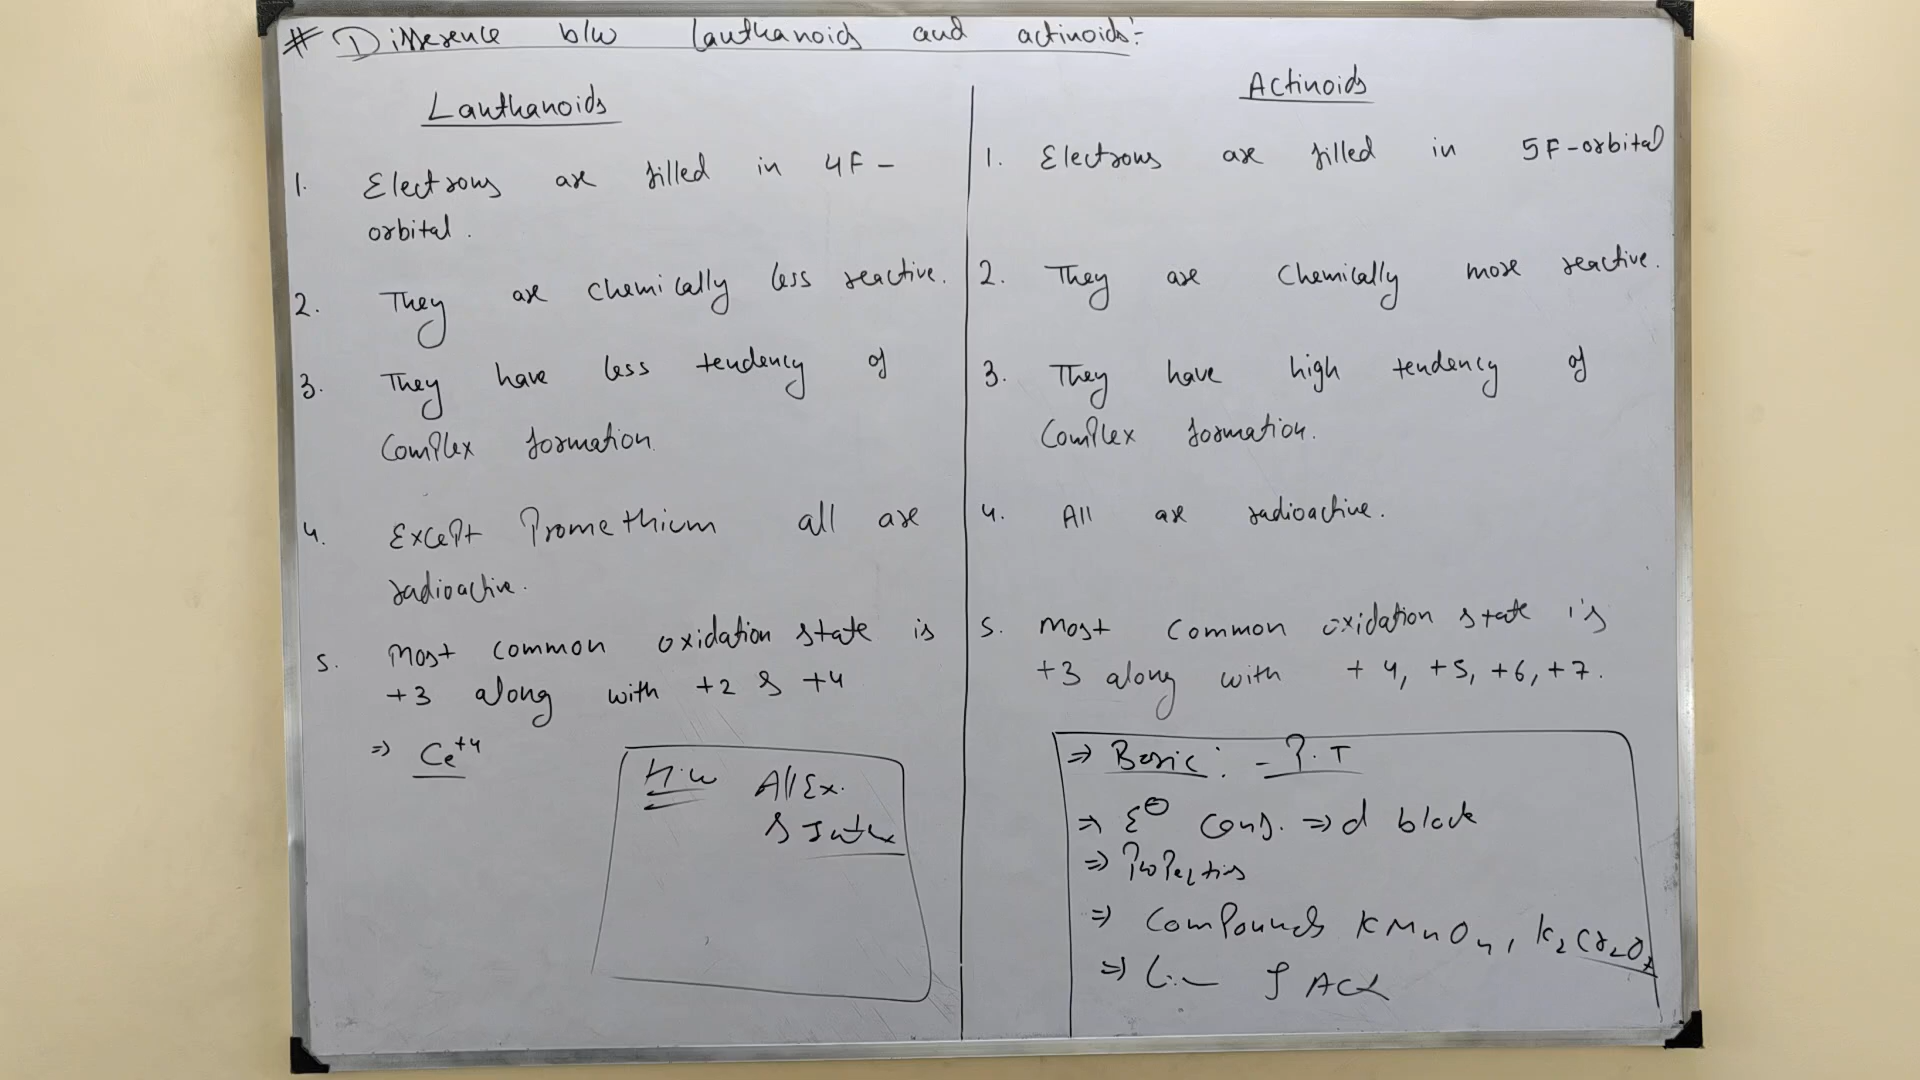 # Difference b/w lanthanoids and actinoids:-
Lanthanoids
1. Electrons are filled in 4F-
orbital.
2. They are chemically less reactive.
3. They have less tendency of
Complex formation.
4. Except Promethium all are
radioactive.
5. Most common oxidation state is
+3 along with +2 & +4
⇒ Ce+4
H.W All Ex.
&
Actinoids
1. Electrons are filled in 5F-orbital
2. They are Chemically more reactive.
3. They have high tendency of
Complex formation.
4. All are radioactive.
5. Most common oxidation state is
+3 along with +4, +5, +6, +7.
⇒ Basic: - P.T
⇒ E⊖ Conf. ⇒ d block
⇒ Properties
⇒ Compounds KMnO4, K2Cr2O7
⇒